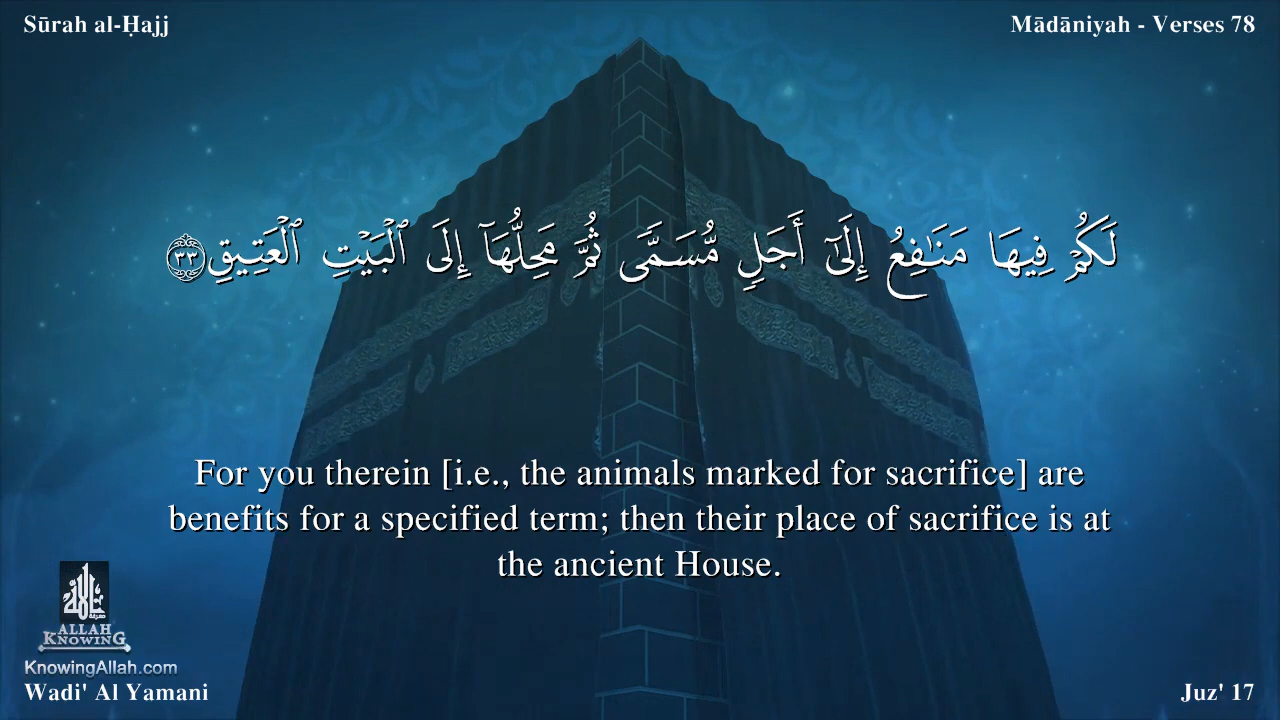 Sūrah al-Ḥajj
Mādāniyah - Verses 78
لَكُمْ فِيهَا مَنَـٰفِعُ إِلَىٰٓ أَجَلٍ مُّسَمًّى ثُمَّ مَحِلُّهَآ إِلَى ٱلْبَيْتِ ٱلْعَتِيقِ ٣٣
For you therein [i.e., the animals marked for sacrifice] are
benefits for a specified term; then their place of sacrifice is at
the ancient House.
ALLAH
KNOWING
KnowingAllah.com
Wadi' Al Yamani
Juz' 17